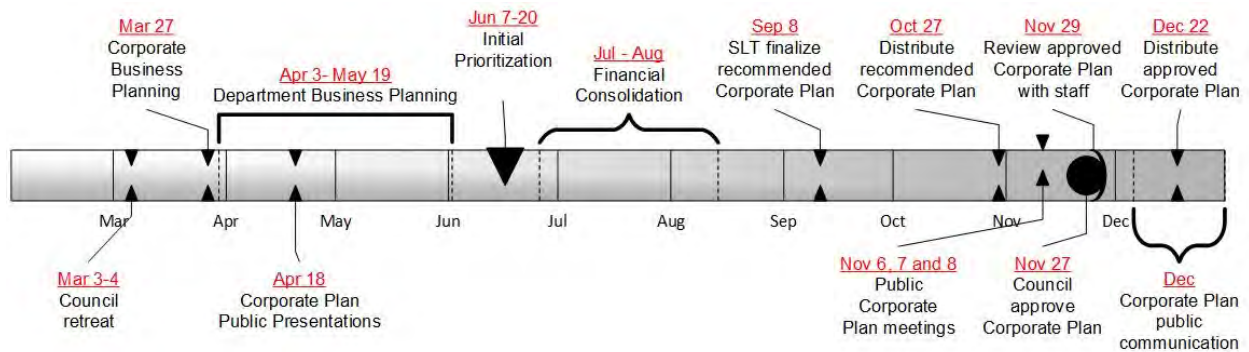 Mar 27
Corporate
Business
Planning
Apr 3- May 19
Department Business Planning
Jun 7-20
Initial
Prioritization
Jul - Aug
Financial
Consolidation
Sep 8
SLT finalize
recommended
Corporate Plan
Oct 27
Distribute
recommended
Corporate Plan
Nov 29
Review approved
Corporate Plan
with staff
Dec 22
Distribute
approved
Corporate Plan
Mar
Apr
May
Jun
Jul
Aug
Sep
Oct
Nov
Dec
Mar 3-4
Council
retreat
Apr 18
Corporate Plan
Public Presentations
Nov 6, 7 and 8
Public
Corporate
Plan meetings
Nov 27
Council
approve
Corporate Plan
Dec
Corporate Plan
public
communication